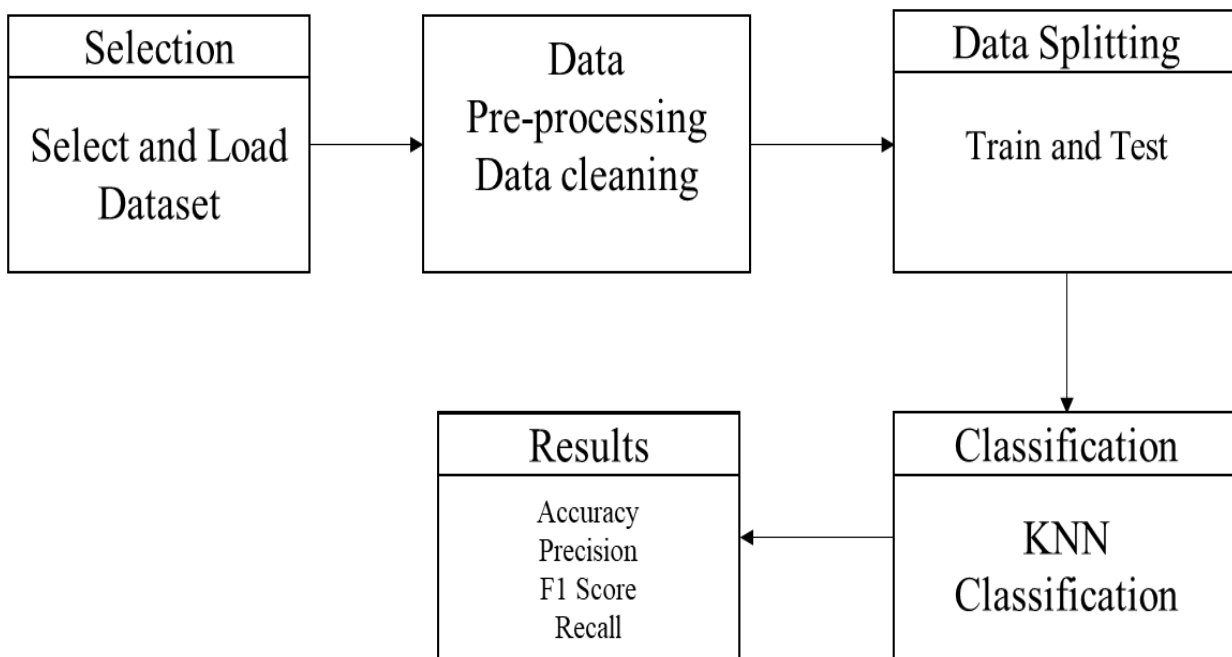 Selection
Select and Load
Dataset
Data
Pre-processing
Data cleaning
Data Splitting
Train and Test
Classification
KNN
Classification
Results
Accuracy
Precision
F1 Score
Recall